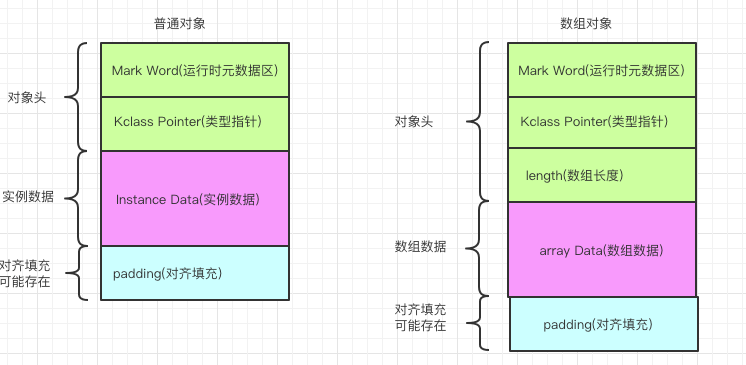 普通对象
对象头
Mark Word(运行时元数据区)
Kclass Pointer(类型指针)
实例数据
Instance Data(实例数据)
对齐填充
可能存在
padding(对齐填充)
数组对象
对象头
Mark Word(运行时元数据区)
Kclass Pointer(类型指针)
length(数组长度)
数组数据
array Data(数组数据)
对齐填充
可能存在
padding(对齐填充)